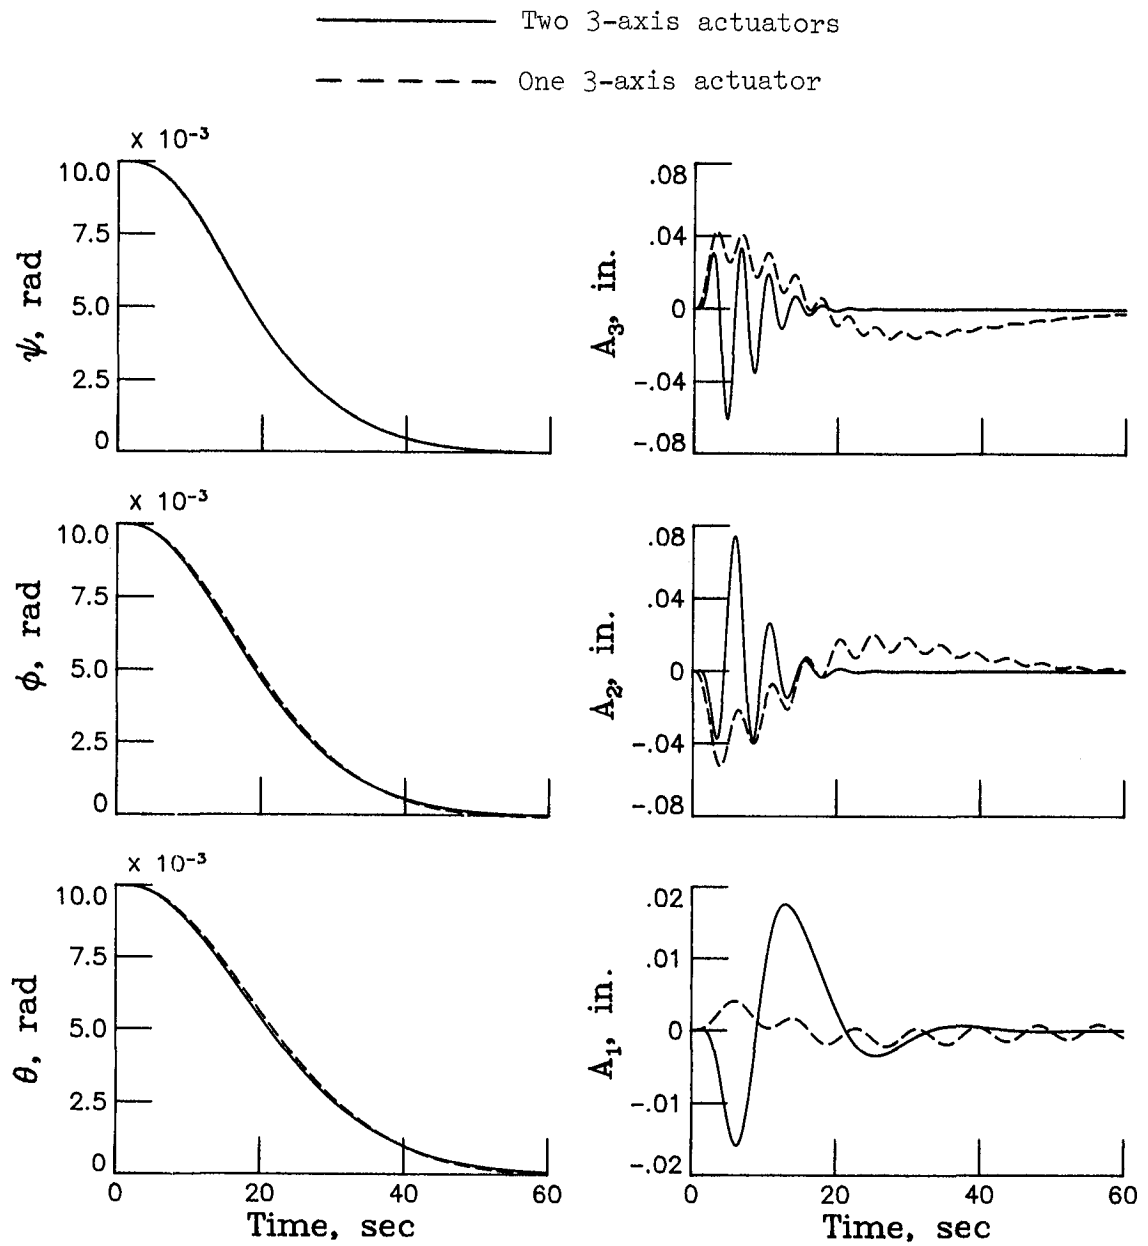 Two 3-axis actuators
One 3-axis actuator
X 10⁻³
10.0
7.5
5.0
2.5
0
ψ, rad
.08
.04
0
-.04
-.08
A₃, in.
X 10⁻³
10.0
7.5
5.0
2.5
0
ϕ, rad
.08
.04
0
-.04
-.08
A₂, in.
X 10⁻³
10.0
7.5
5.0
2.5
0
θ, rad
0 20 40 60
Time, sec
.02
.01
0
-.01
-.02
A₁, in.
0 20 40 60
Time, sec